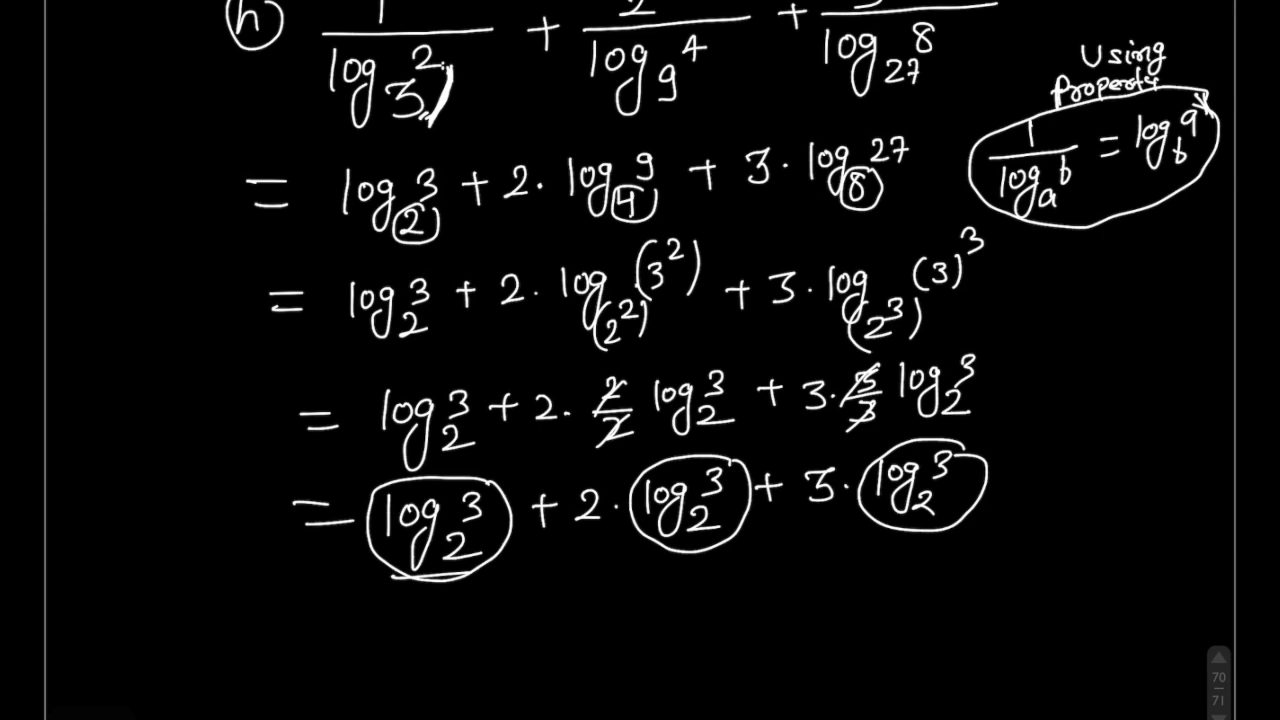 (h) 1/log_3 2 + 2/log_9 4 + 3/log_27 8
Using
Property
1/log_a b = log_b a
= log_2 3 + 2. log_4 9 + 3. log_8 27
= log_2 3 + 2. log_(2^2) (3^2) + 3. log_(2^3) (3)^3
= log_2 3 + 2. 2/2 log_2 3 + 3. 3/3 log_2 3
= log_2 3 + 2. log_2 3 + 3. log_2 3
70
71